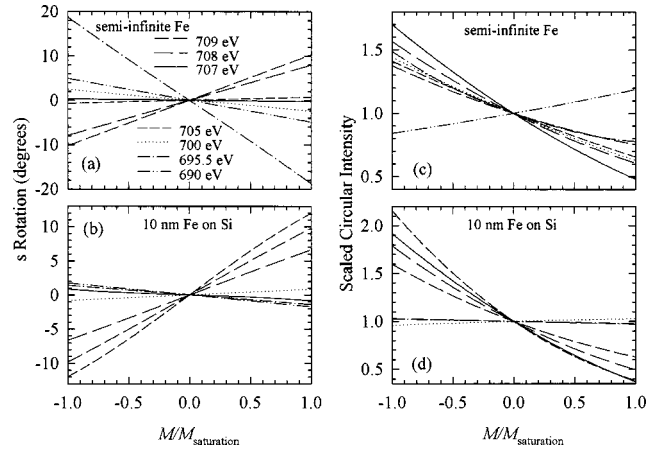 semi-infinite Fe
709 eV
708 eV
707 eV
705 eV
700 eV
695.5 eV
690 eV
(a)
20
10
0
-10
20
s Rotation (degrees)
(b)
10 nm Fe on Si
10
5
0
-5
-10
-1.0 -0.5 0.0 0.5 1.0
M/Msaturation
semi-infinite Fe
(c)
1.5
1.0
0.5
Scaled Circular Intensity
10 nm Fe on Si
(d)
2.0
1.5
1.0
0.5
-1.0 -0.5 0.0 0.5 1.0
M/Msaturation